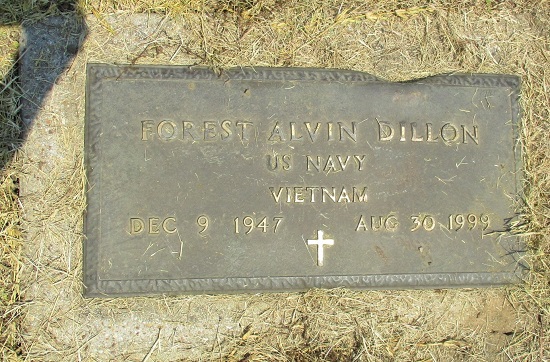 FOREST ALVIN DILLON
US NAVY
VIETNAM
DEC 9 1947 AUG 30 1999